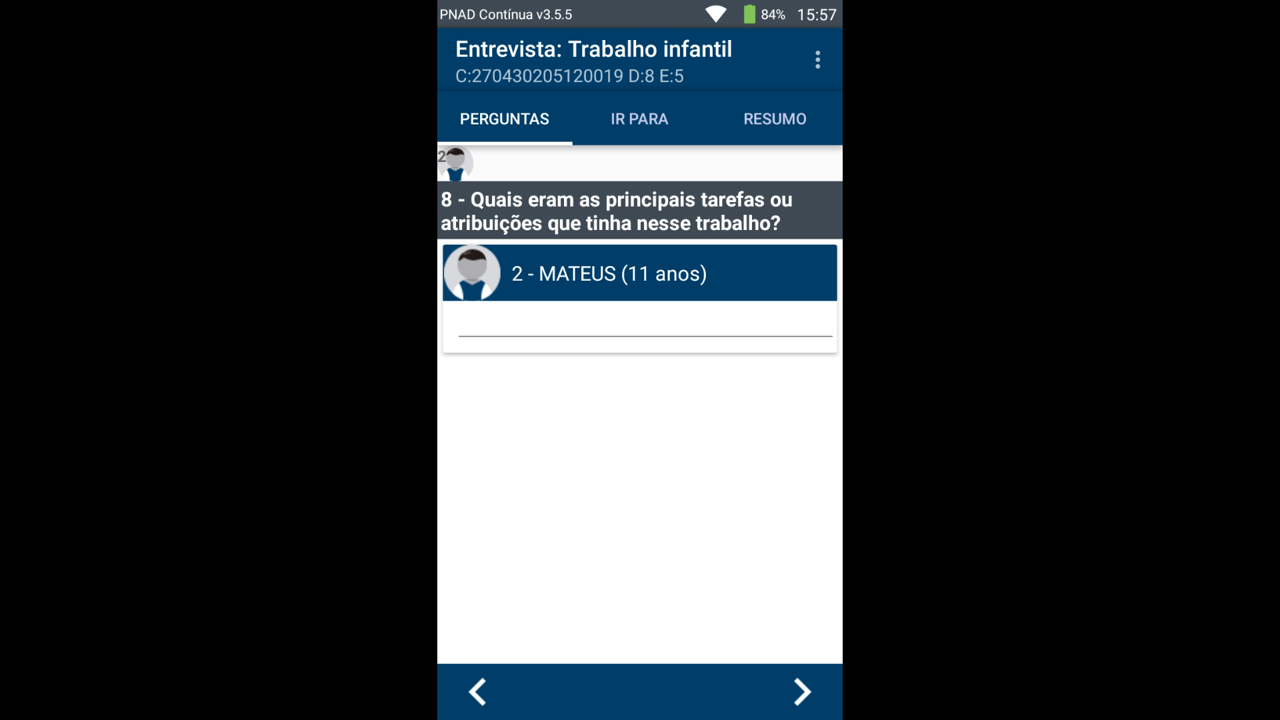 PNAD Contínua v3.5.5 84% 15:57
Entrevista: Trabalho infantil
C:270430205120019 D:8 E:5
PERGUNTAS IR PARA RESUMO
2
8 - Quais eram as principais tarefas ou
atribuições que tinha nesse trabalho?
2 - MATEUS (11 anos)